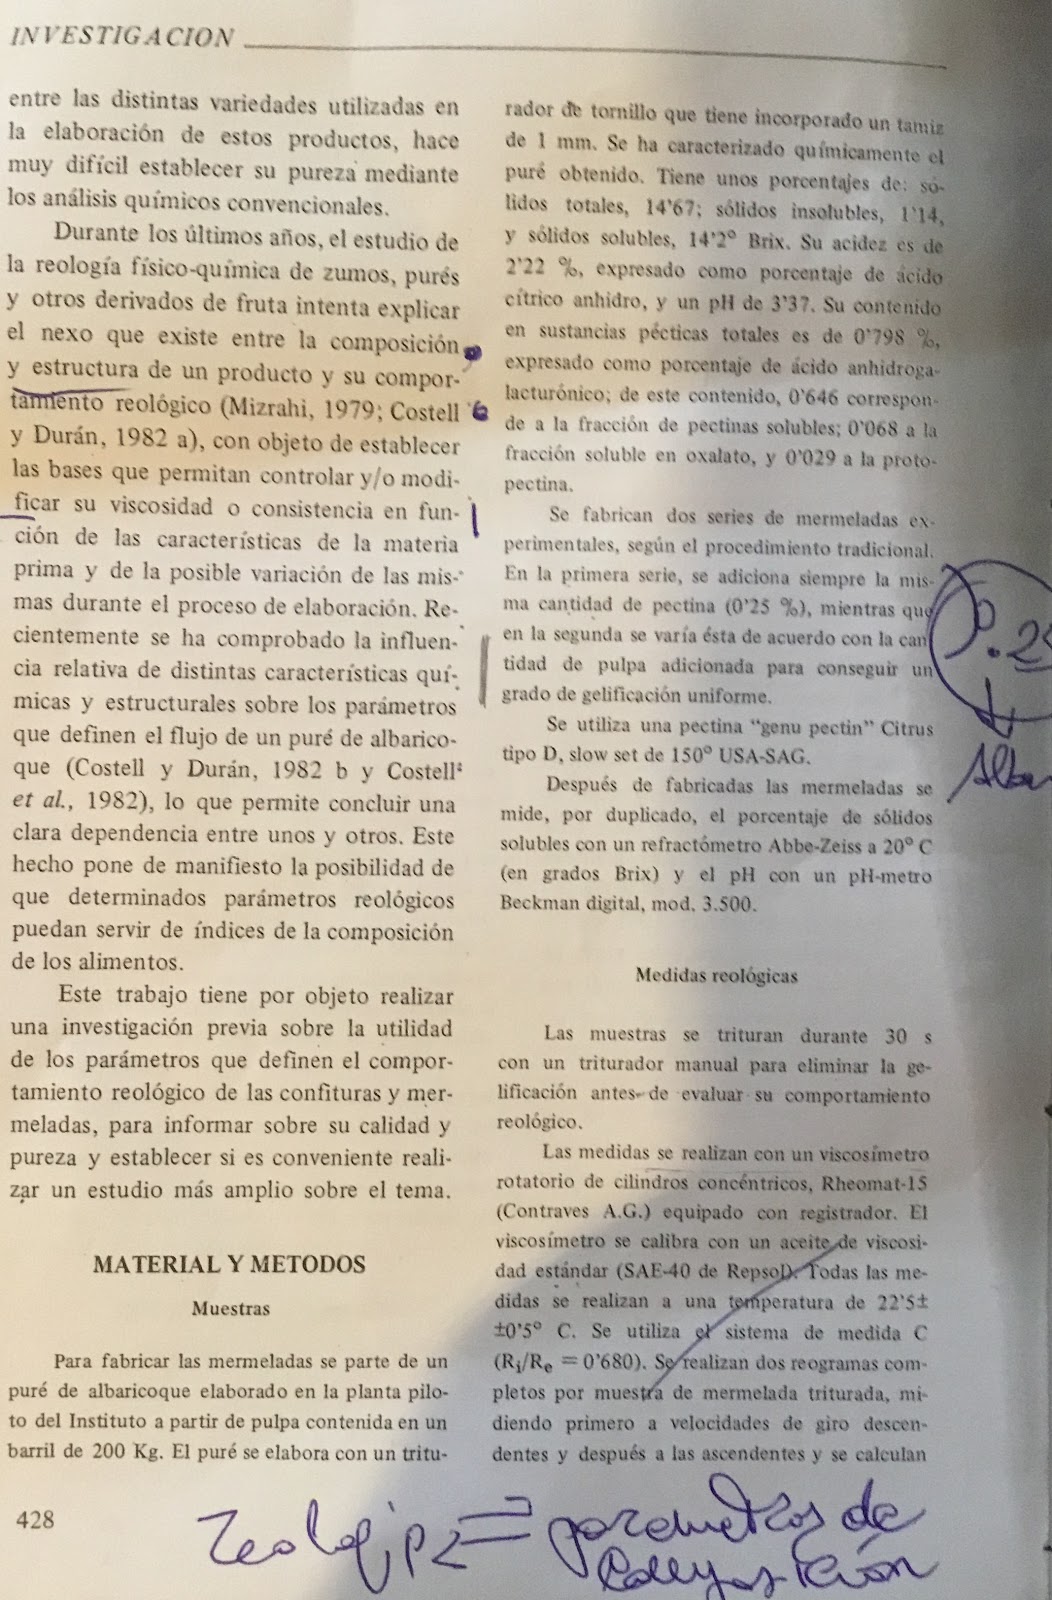 INVESTIGACION
entre las distintas variedades utilizadas en
la elaboración de estos productos, hace
muy difícil establecer su pureza mediante
los análisis químicos convencionales.
Durante los últimos años, el estudio de
la reología físico-química de zumos, purés
y otros derivados de fruta intenta explicar
el nexo que existe entre la composición
y estructura de un producto y su compor-
tamiento reológico (Mizrahi, 1979; Costell
y Durán, 1982 a), con objeto de establecer
las bases que permitan controlar y/o modi-
ficar su viscosidad o consistencia en fun-
ción de las características de la materia
prima y de la posible variación de las mis-
mas durante el proceso de elaboración. Re-
cientemente se ha comprobado la influen-
cia relativa de distintas características quí-
micas y estructurales sobre los parámetros
que definen el flujo de un puré de albarico-
que (Costell y Durán, 1982 b y Costell
et al., 1982), lo que permite concluir una
clara dependencia entre unos y otros. Este
hecho pone de manifiesto la posibilidad de
que determinados parámetros reológicos
puedan servir de índices de la composición
de los alimentos.
Este trabajo tiene por objeto realizar
una investigación previa sobre la utilidad
de los parámetros que definen el compor-
tamiento reológico de las confituras y mer-
meladas, para informar sobre su calidad y
pureza y establecer si es conveniente reali-
zar un estudio más amplio sobre el tema.
MATERIAL Y METODOS
Muestras
Para fabricar las mermeladas se parte de un
puré de albaricoque elaborado en la planta pilo-
to del Instituto a partir de pulpa contenida en un
barril de 200 Kg. El puré se elabora con un tritu-
rador de tornillo que tiene incorporado un tamiz
de 1 mm. Se ha caracterizado químicamente el
puré obtenido. Tiene unos porcentajes de: só-
lidos totales, 14'67; sólidos insolubles, 1'14,
y sólidos solubles, 14'2° Brix. Su acidez es de
2'22 %, expresado como porcentaje de ácido
cítrico anhidro, y un pH de 3'37. Su contenido
en sustancias pécticas totales es de 0'798 %,
expresado como porcentaje de ácido anhidroga-
lacturónico; de este contenido, 0'646 correspon-
de a la fracción de pectinas solubles; 0'068 a la
fracción soluble en oxalato, y 0'029 a la proto-
pectina.
Se fabrican dos series de mermeladas ex-
perimentales, según el procedimiento tradicional.
En la primera serie, se adiciona siempre la mis-
ma cantidad de pectina (0'25 %), mientras que
en la segunda se varía ésta de acuerdo con la can
tidad de pulpa adicionada para conseguir un
grado de gelificación uniforme.
Se utiliza una pectina "genu pectin" Citrus
tipo D, slow set de 150° USA-SAG.
Después de fabricadas las mermeladas se
mide, por duplicado, el porcentaje de sólidos
solubles con un refractómetro Abbe-Zeiss a 20° C
(en grados Brix) y el pH con un pH-metro
Beckman digital, mod. 3.500.
Medidas reológicas
Las muestras se trituran durante 30 s
con un triturador manual para eliminar la ge-
lificación antes de evaluar su comportamiento
reológico.
Las medidas se realizan con un viscosímetro
rotatorio de cilindros concéntricos, Rheomat-15
(Contraves A.G.) equipado con registrador. El
viscosímetro se calibra con un aceite de viscosi-
dad estándar (SAE-40 de Repsol). Todas las me-
didas se realizan a una temperatura de 22'5±
±0'5° C. Se utiliza el sistema de medida C
(Ri/Re = 0'680). Se realizan dos reogramas com-
pletos por muestra de mermelada triturada, mi-
diendo primero a velocidades de giro descen-
dentes y después a las ascendentes y se calculan
428
parametros de